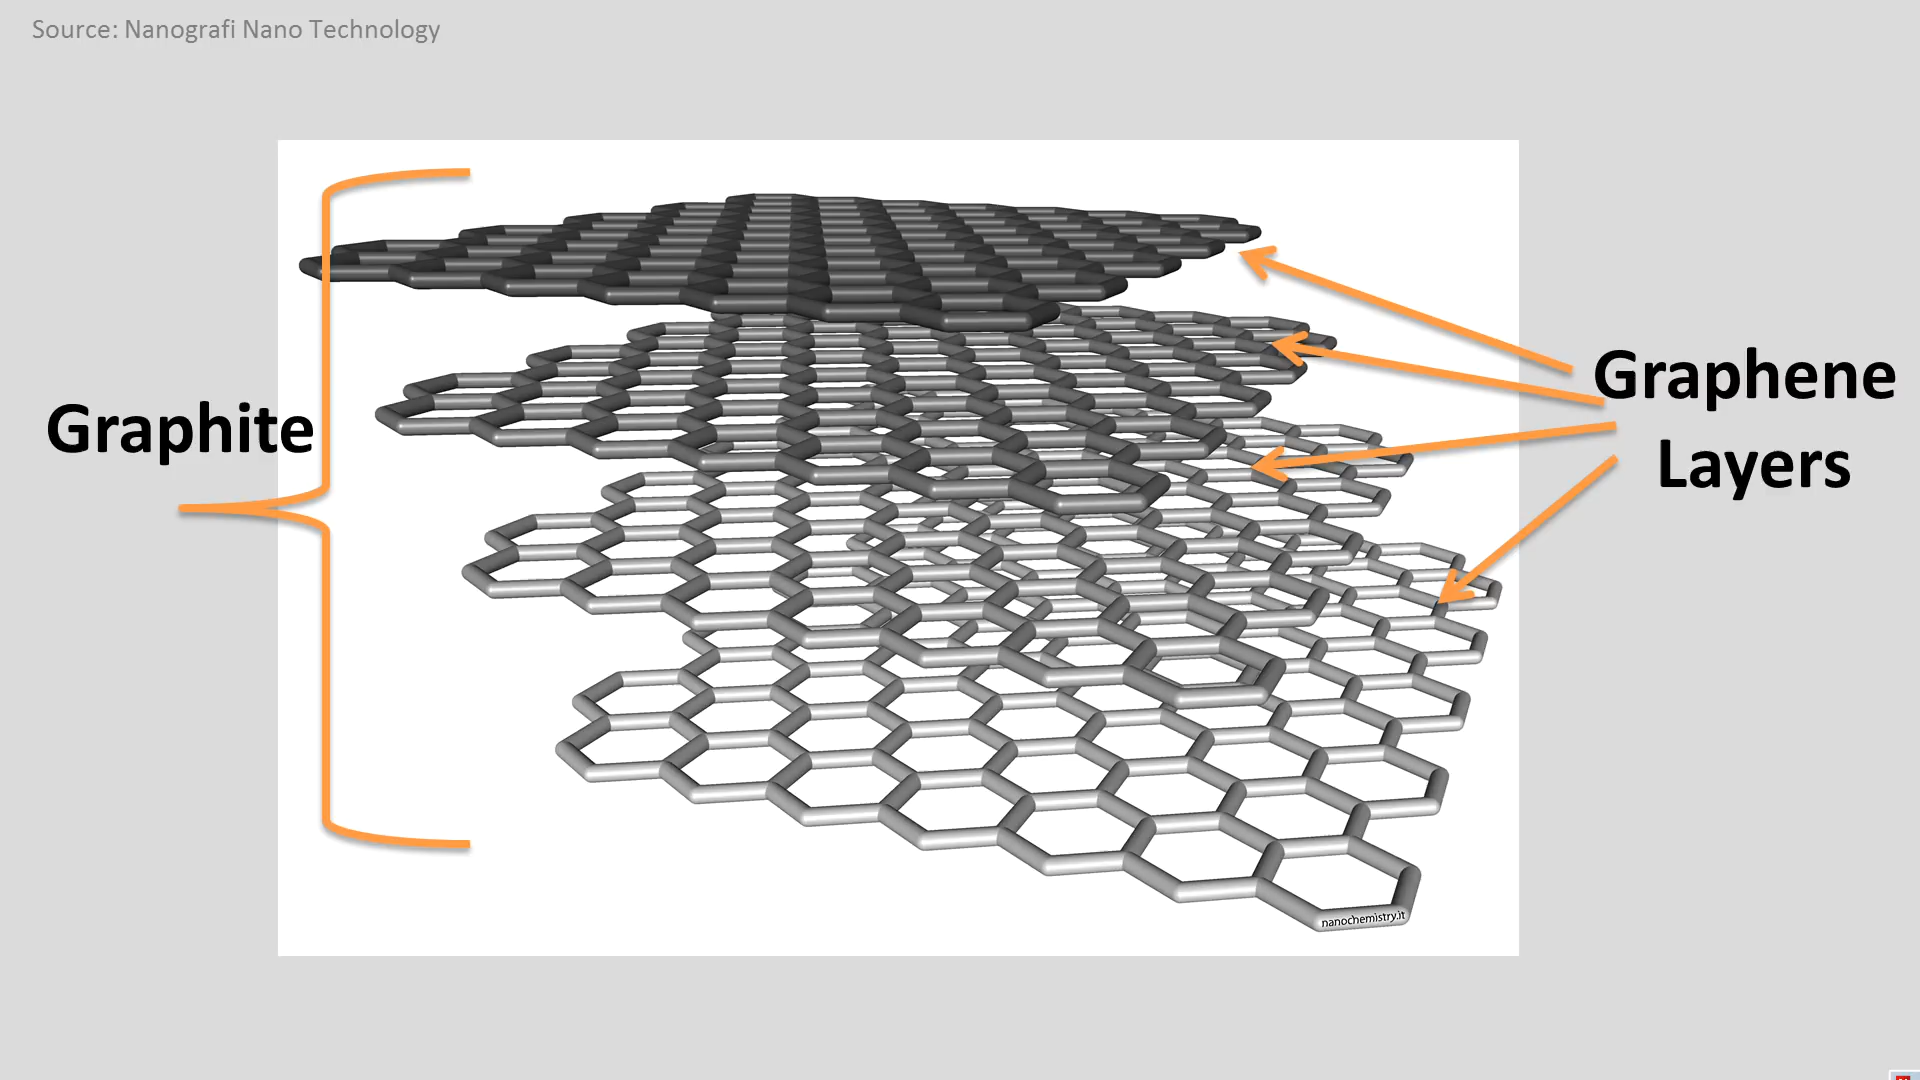 Source: Nanografi Nano Technology
Graphite
Graphene
Layers
nanochemistry.it